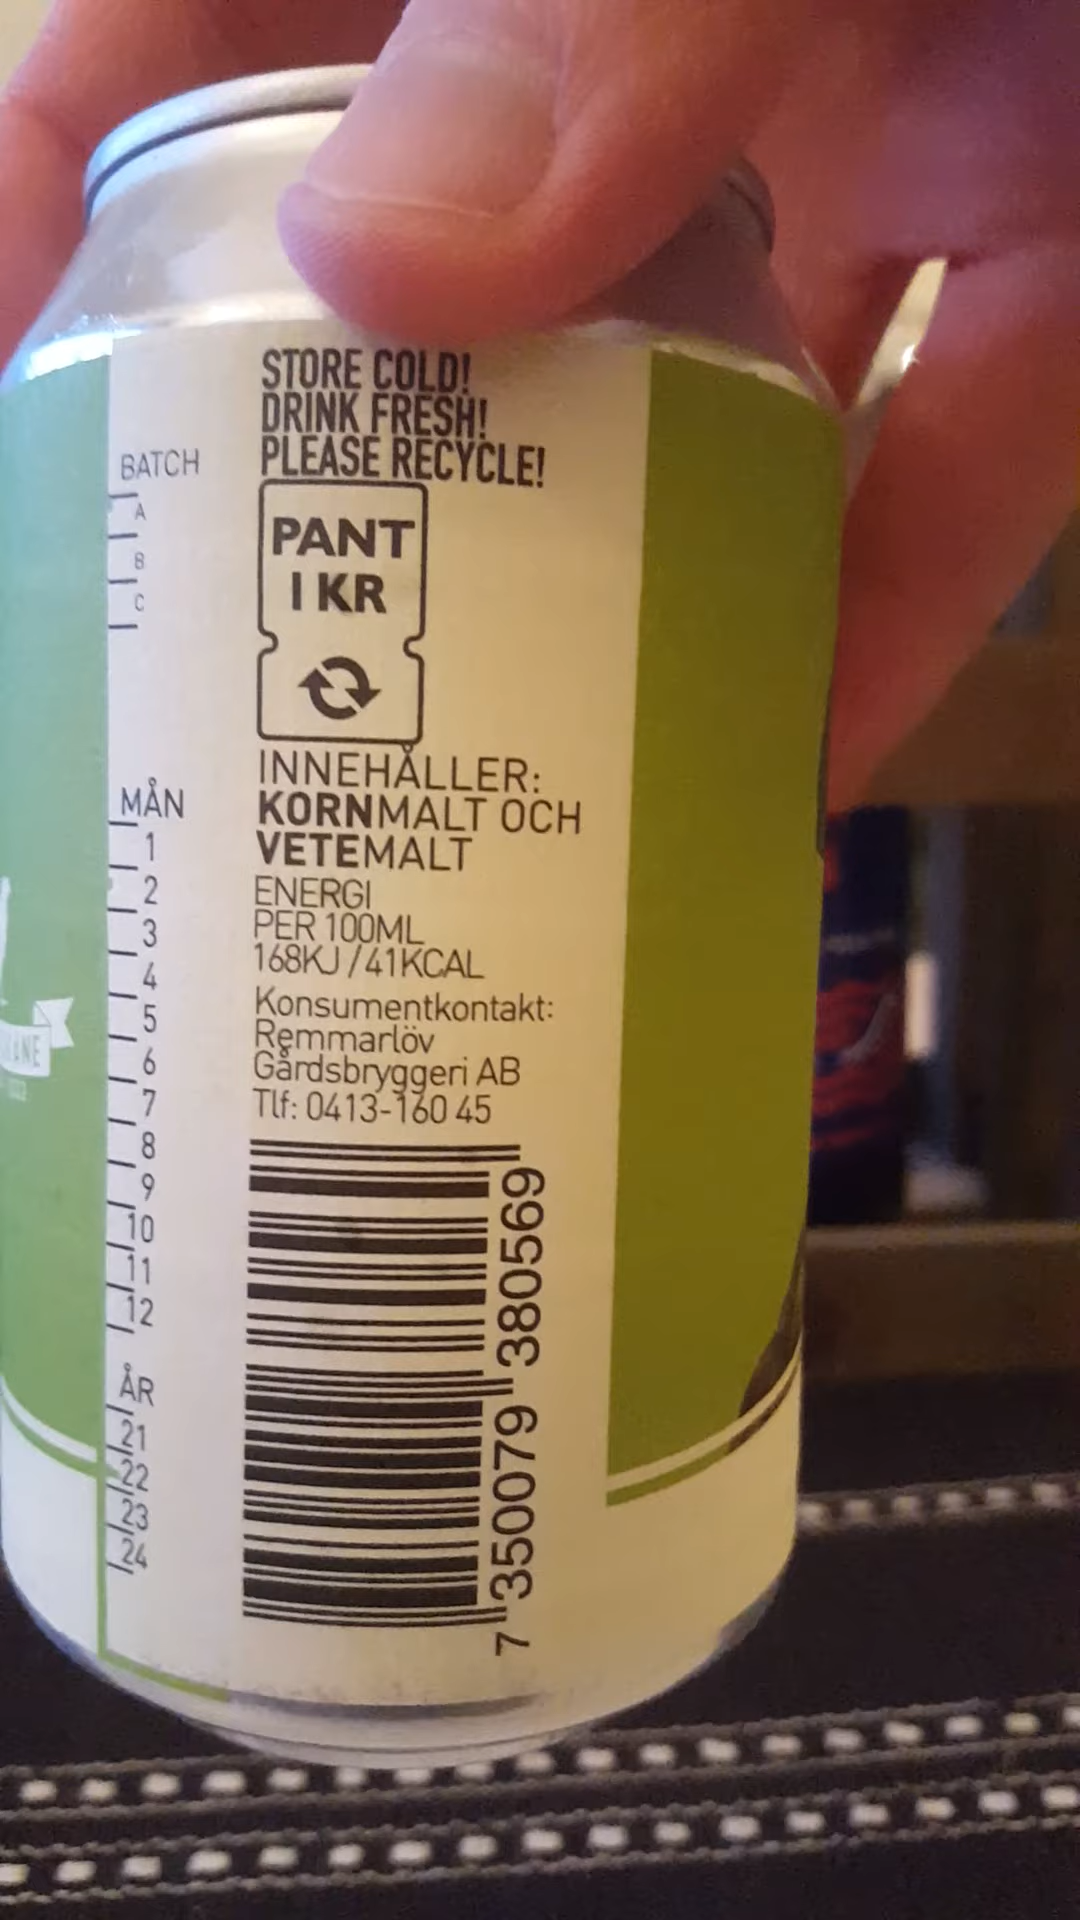 STORE COLD!
DRINK FRESH!
PLEASE RECYCLE!
PANT
1 KR
INNEHÅLLER:
KORNMALT OCH
VETEMALT
ENERGI
PER 100ML
168KJ/41KCAL
Konsumentkontakt:
Remmarlöv
Gårdsbryggeri AB
Tlf: 0413-160 45
7 350079 380569
BATCH
A
B
C
MÅN
1
2
3
4
5
6
7
8
9
10
11
12
ÅR
21
22
23
24